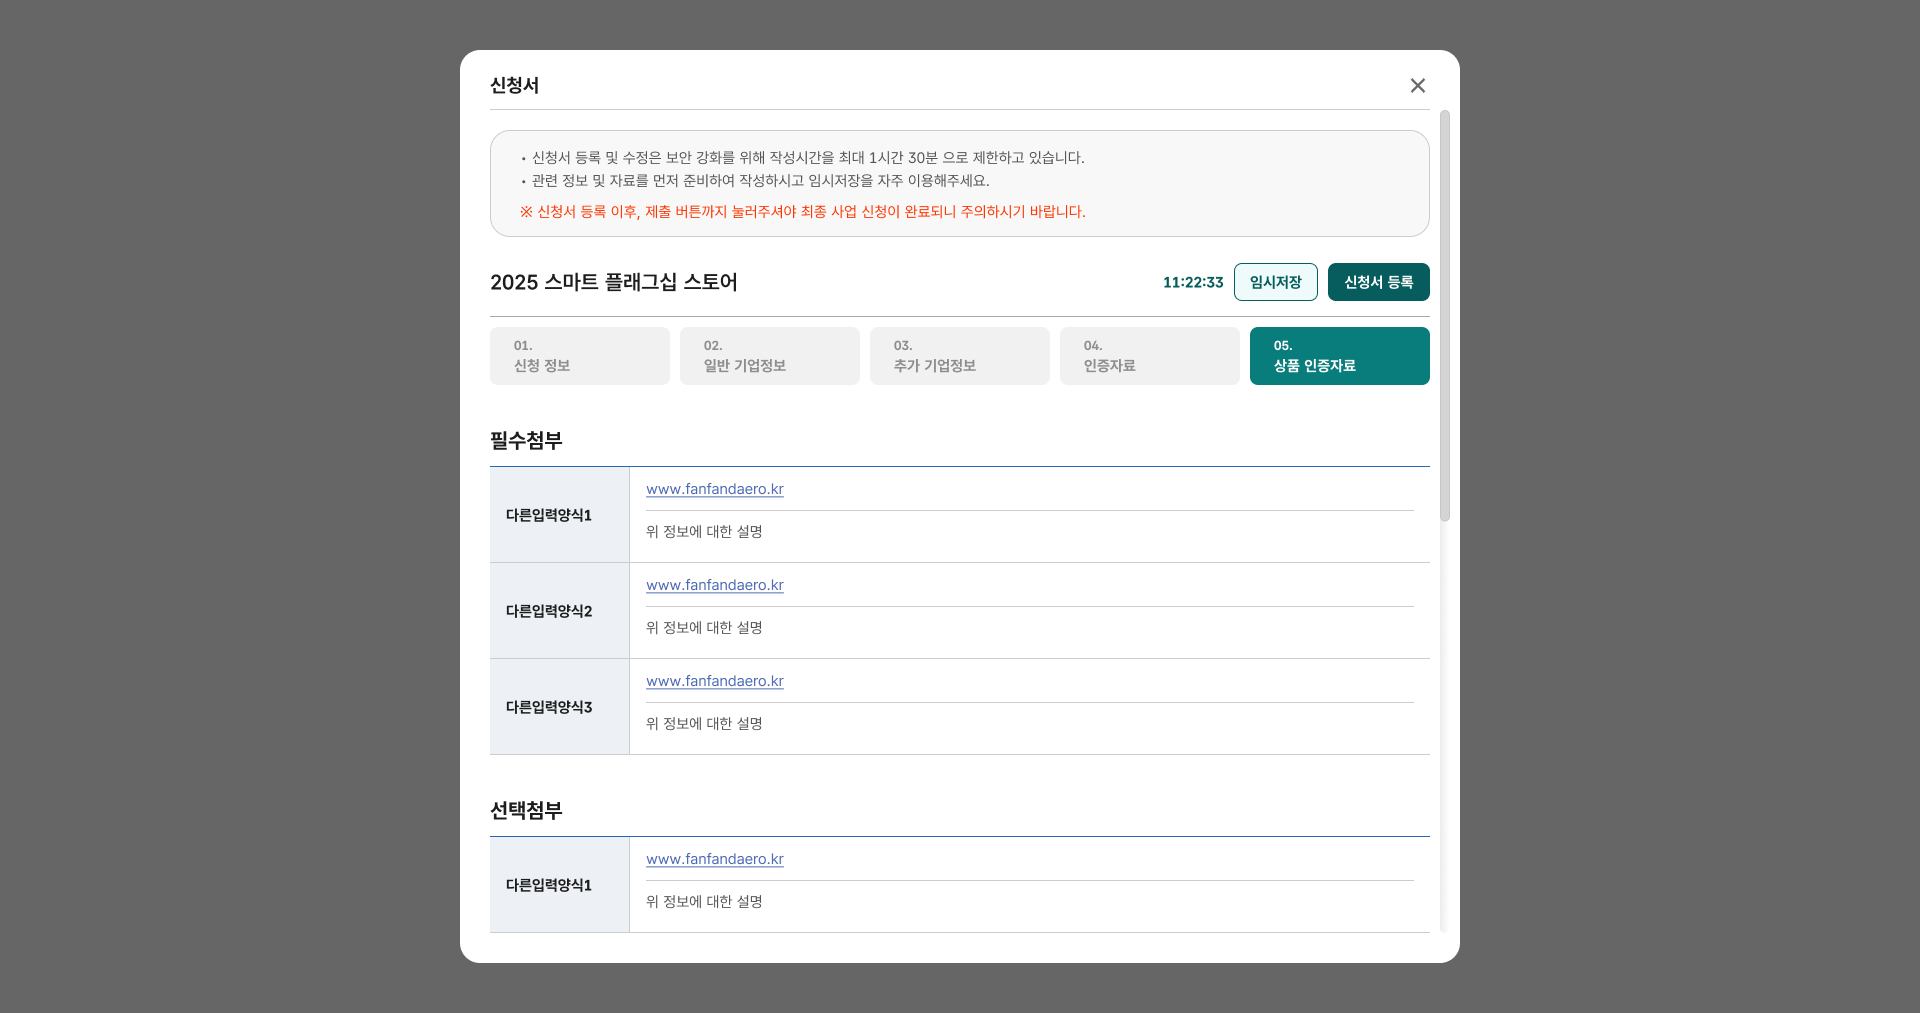 신청서
• 신청서 등록 및 수정은 보안 강화를 위해 작성시간을 최대 1시간 30분 으로 제한하고 있습니다.
• 관련 정보 및 자료를 먼저 준비하여 작성하시고 임시저장을 자주 이용해주세요.
※ 신청서 등록 이후, 제출 버튼까지 눌러주셔야 최종 사업 신청이 완료되니 주의하시기 바랍니다.
2025 스마트 플래그십 스토어
11:22:33
임시저장
신청서 등록
01.
신청 정보
02.
일반 기업정보
03.
추가 기업정보
04.
인증자료
05.
상품 인증자료
필수첨부
다른입력양식1
www.fanfandaero.kr
위 정보에 대한 설명
다른입력양식2
www.fanfandaero.kr
위 정보에 대한 설명
다른입력양식3
www.fanfandaero.kr
위 정보에 대한 설명
선택첨부
다른입력양식1
www.fanfandaero.kr
위 정보에 대한 설명